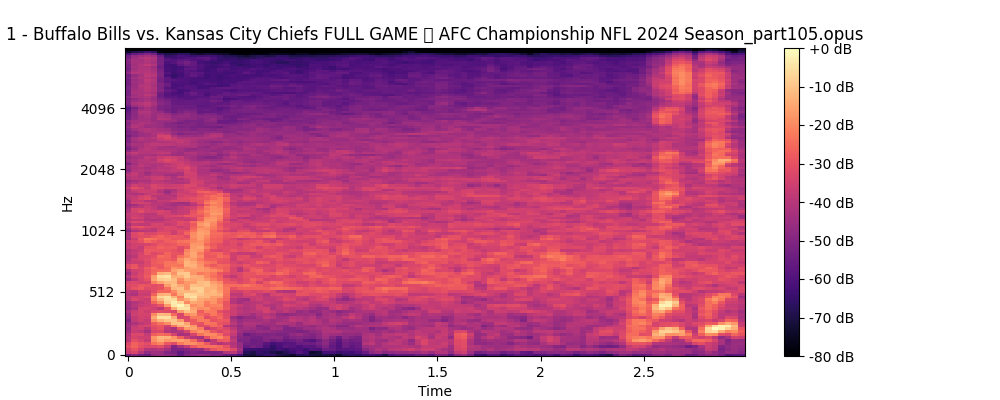 1 - Buffalo Bills vs. Kansas City Chiefs FULL GAME ▯ AFC Championship NFL 2024 Season_part105.opus
+0 dB
-10 dB
-20 dB
-30 dB
-40 dB
-50 dB
-60 dB
-70 dB
-80 dB
4096
2048
1024
512
0
Hz
0
0.5
1
1.5
2
2.5
Time